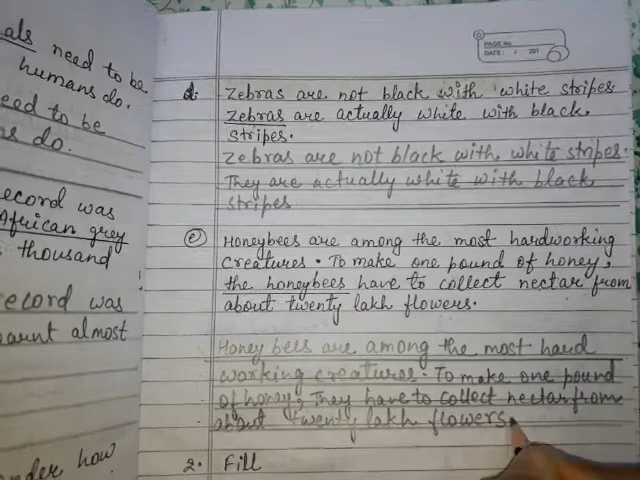 als need to be
humans do.
eed to be
s do.
ecord was
African grey
thousand
ecord was
arnt almost
nder how
PAGE No.
DATE: / /201
d. Zebras are not black with white stripes
Zebras are actually white with black
stripes.
Zebras are not black with white stripes.
They are actually white with black
stripes
(e) Honeybees are among the most hardworking
creatures. To make one pound of honey,
the honeybees have to collect nectar from
about twenty lakh flowers.
Honey bees are among the most hard
working creatures. To make one pound
of honey, They have to collect nectar from
about twenty lakh flowers.
2. Fill